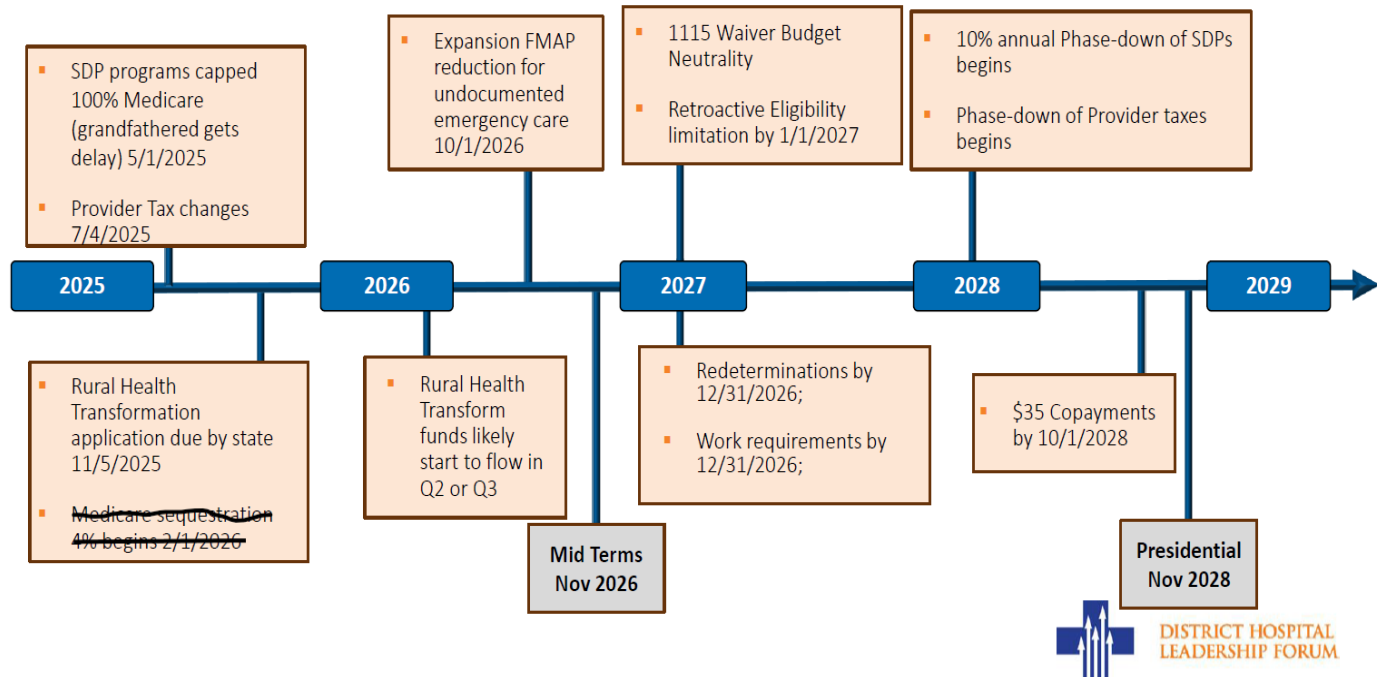 ▪ SDP programs capped
100% Medicare
(grandfathered gets
delay) 5/1/2025
▪ Provider Tax changes
7/4/2025
▪ Expansion FMAP
reduction for
undocumented
emergency care
10/1/2026
▪ 1115 Waiver Budget
Neutrality
▪ Retroactive Eligibility
limitation by 1/1/2027
▪ 10% annual Phase-down of SDPs
begins
▪ Phase-down of Provider taxes
begins
2025
2026
2027
2028
2029
▪ Rural Health
Transformation
application due by state
11/5/2025
▪ Medicare sequestration
4% begins 2/1/2026
▪ Rural Health
Transform
funds likely
start to flow in
Q2 or Q3
▪ Redeterminations by
12/31/2026;
▪ Work requirements by
12/31/2026;
▪ $35 Copayments
by 10/1/2028
Mid Terms
Nov 2026
Presidential
Nov 2028
DISTRICT HOSPITAL
LEADERSHIP FORUM